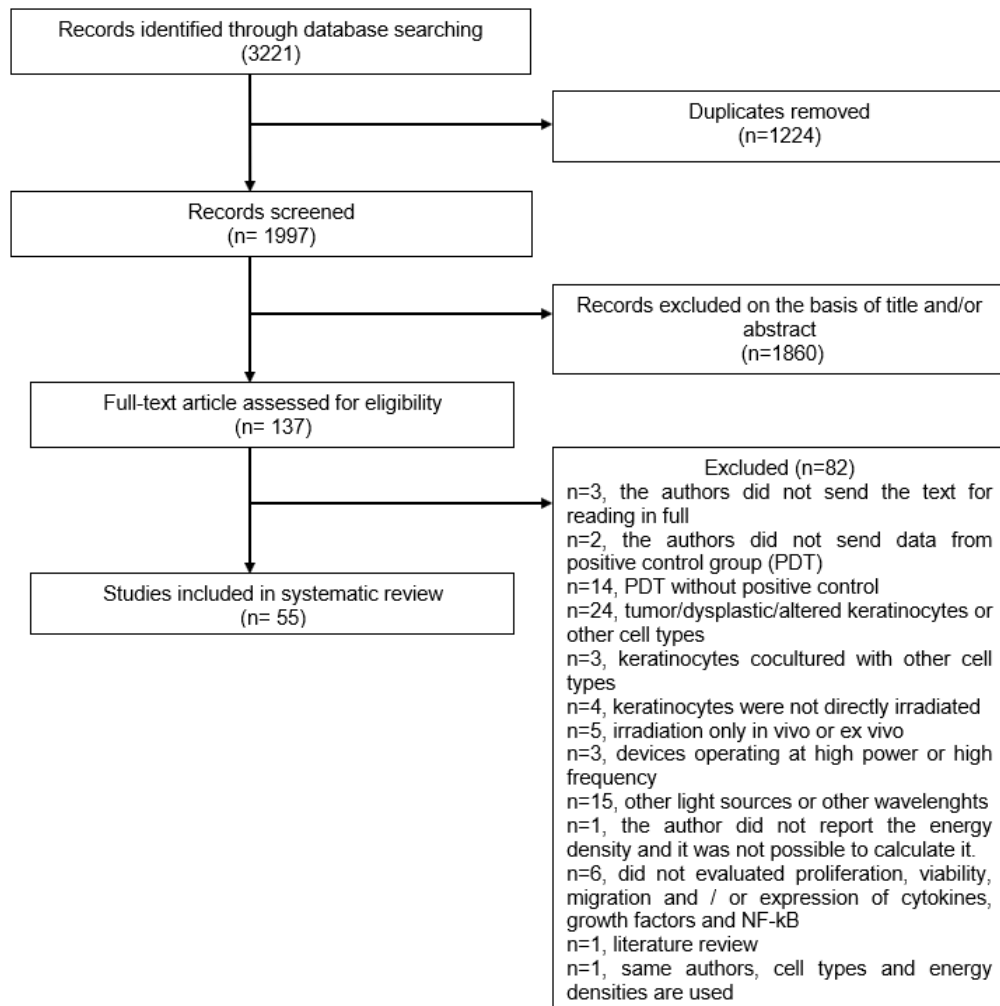 Records identified through database searching
(3221)
Duplicates removed
(n=1224)
Records screened
(n= 1997)
Records excluded on the basis of title and/or
abstract
(n=1860)
Full-text article assessed for eligibility
(n= 137)
Excluded (n=82)
n=3, the authors did not send the text for
reading in full
n=2, the authors did not send data from
positive control group (PDT)
n=14, PDT without positive control
n=24, tumor/dysplastic/altered keratinocytes or
other cell types
n=3, keratinocytes cocultured with other cell
types
n=4, keratinocytes were not directly irradiated
n=5, irradiation only in vivo or ex vivo
n=3, devices operating at high power or high
frequency
n=15, other light sources or other wavelenghts
n=1, the author did not report the energy
density and it was not possible to calculate it.
n=6, did not evaluated proliferation, viability,
migration and / or expression of cytokines,
growth factors and NF-kB
n=1, literature review
n=1, same authors, cell types and energy
densities are used
Studies included in systematic review
(n= 55)